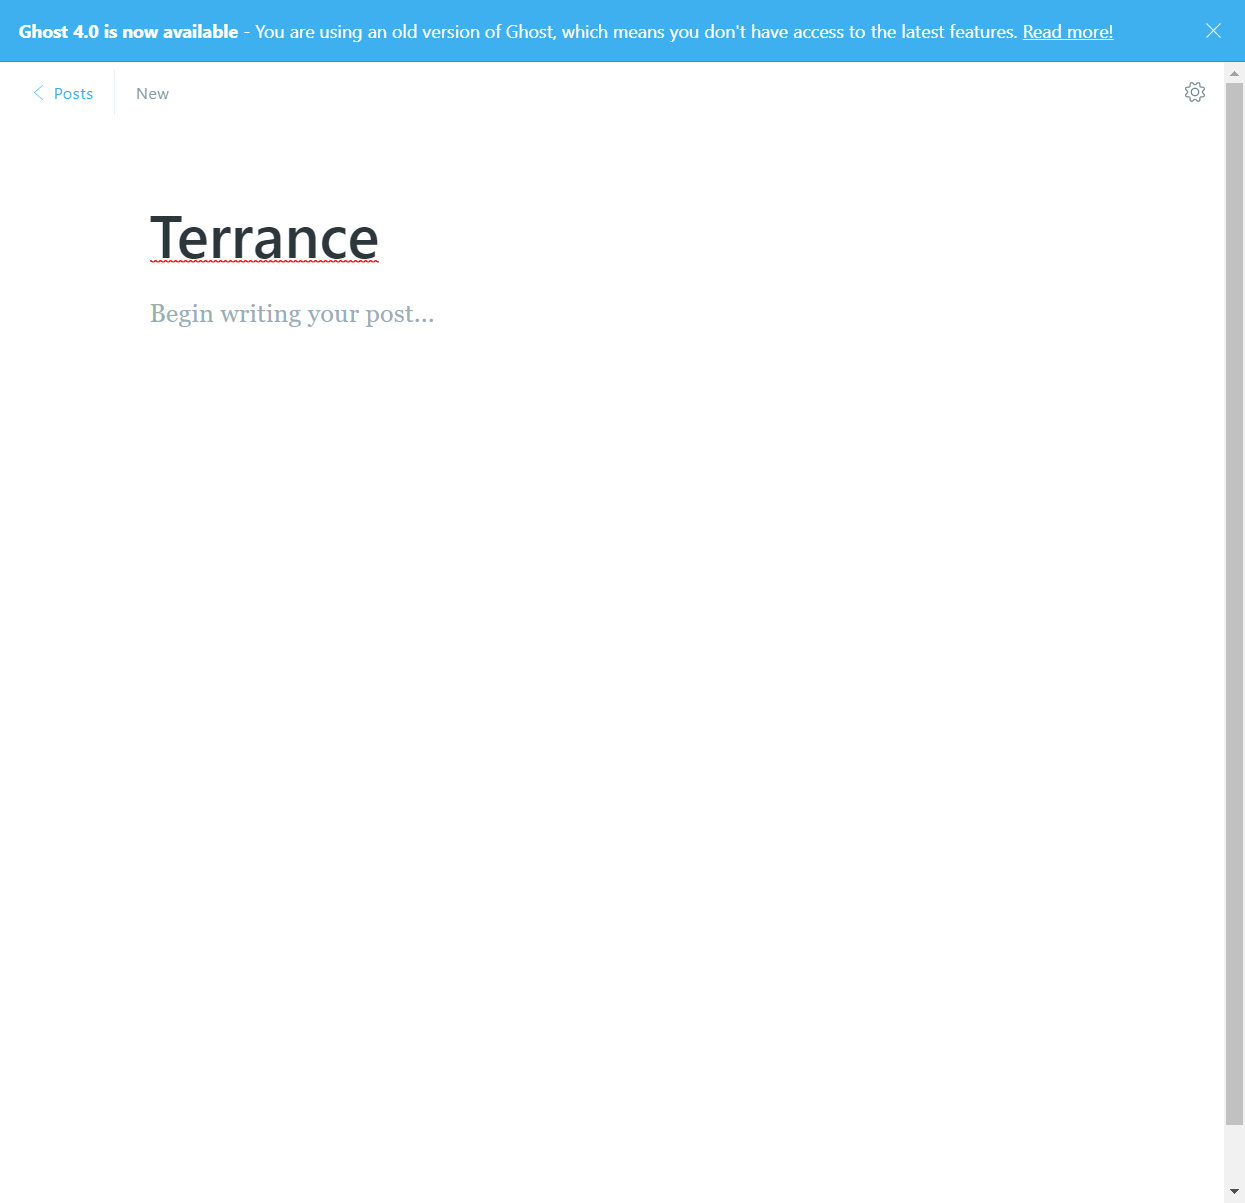 Ghost 4.0 is now available - You are using an old version of Ghost, which means you don't have access to the latest features. Read more!
Posts
New
Terrance
Begin writing your post...